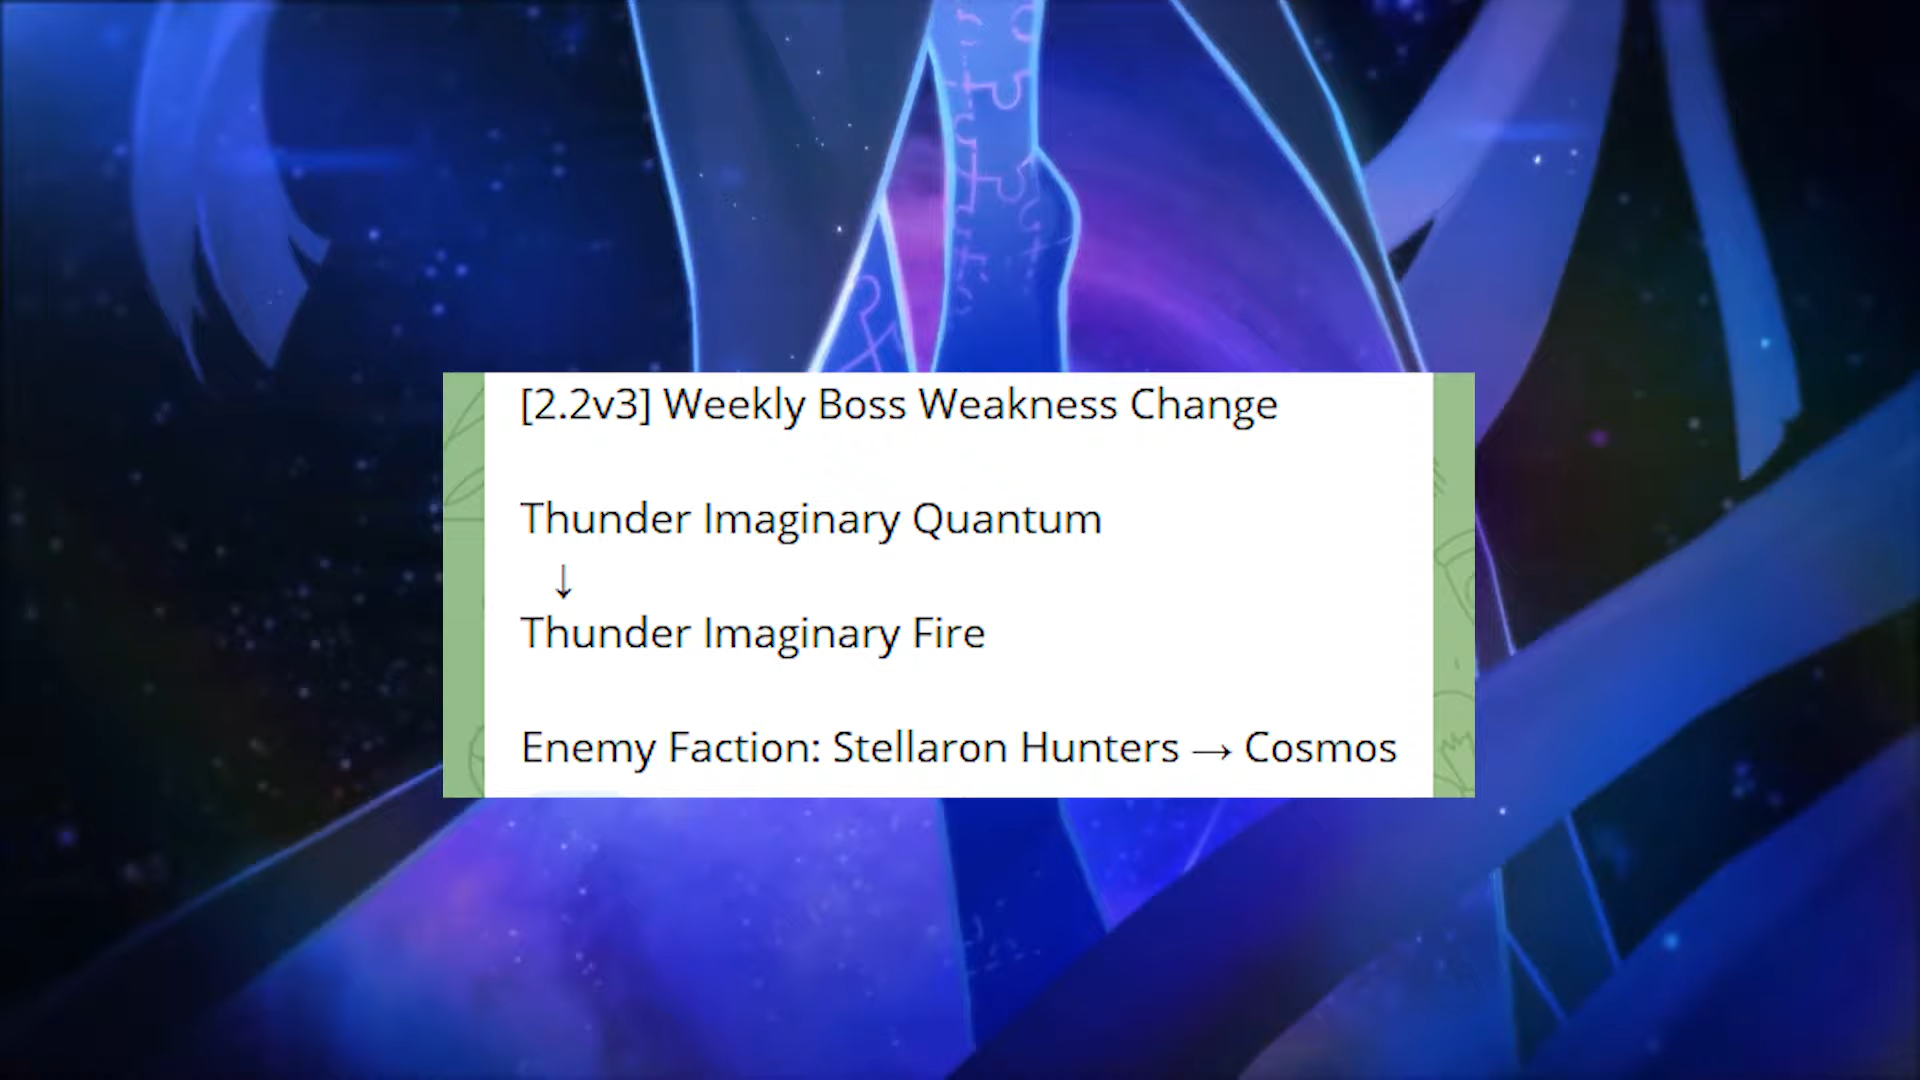 [2.2v3] Weekly Boss Weakness Change
Thunder Imaginary Quantum
↓
Thunder Imaginary Fire
Enemy Faction: Stellaron Hunters → Cosmos